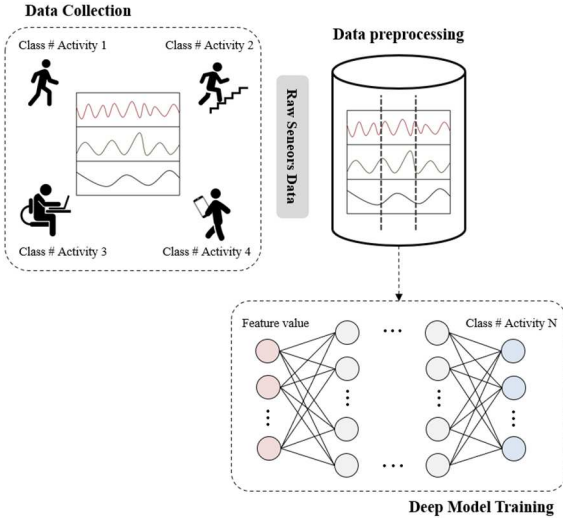 Data Collection
Class # Activity 1
Class # Activity 2
Class # Activity 3
Class # Activity 4
Raw Seneors Data
Data preprocessing
Feature value
Class # Activity N
Deep Model Training